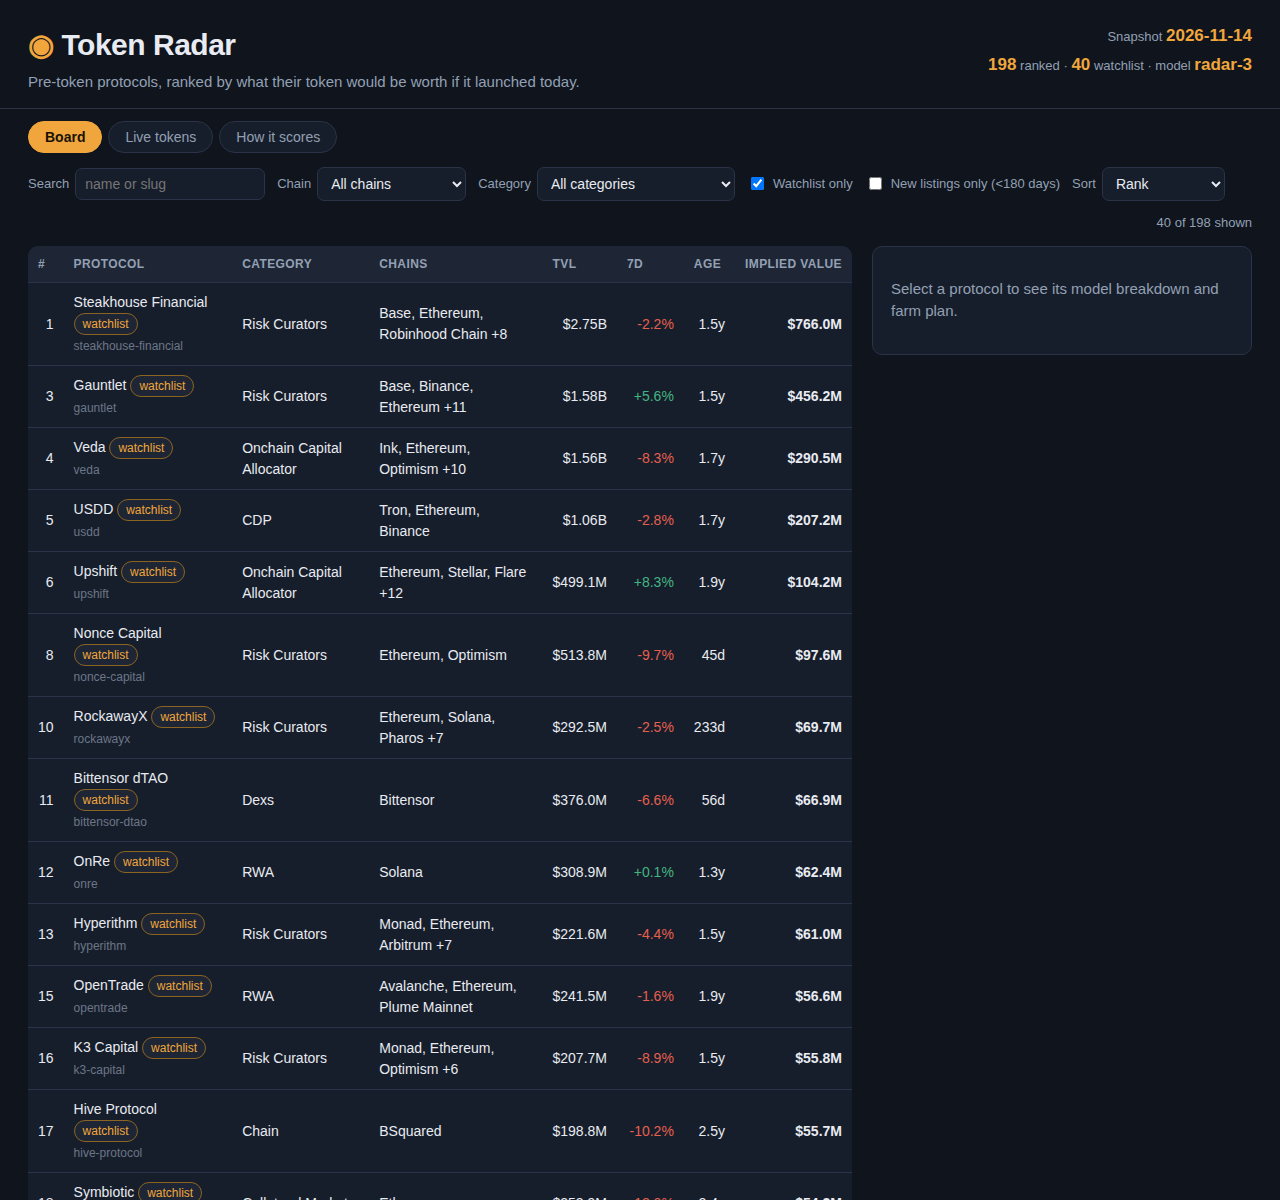 ◉ Token Radar
Pre-token protocols, ranked by what their token would be worth if it launched today.
Snapshot 2026-11-14
198 ranked · 40 watchlist · model radar-3
Board Live tokens How it scores
Search name or slug Chain All chains Category All categories Watchlist only New listings only (<180 days) Sort Rank
40 of 198 shown
# PROTOCOL CATEGORY CHAINS TVL 7D AGE IMPLIED VALUE
Steakhouse Financial
1 watchlist Risk Curators Base, Ethereum, $2.75B -2.2% 1.5y $766.0M
Robinhood Chain +8
steakhouse-financial
Gauntlet watchlist
3 Risk Curators Base, Binance, $1.58B +5.6% 1.5y $456.2M
Ethereum +11
gauntlet
Veda watchlist
4 Onchain Capital Ink, Ethereum, $1.56B -8.3% 1.7y $290.5M
Allocator Optimism +10
veda
USDD watchlist
5 CDP Tron, Ethereum, $1.06B -2.8% 1.7y $207.2M
Binance
usdd
Upshift watchlist
6 Onchain Capital Ethereum, Stellar, Flare $499.1M +8.3% 1.9y $104.2M
Allocator +12
upshift
Nonce Capital
8 watchlist Risk Curators Ethereum, Optimism $513.8M -9.7% 45d $97.6M
nonce-capital
RockawayX watchlist
10 Risk Curators Ethereum, Solana, $292.5M -2.5% 233d $69.7M
Pharos +7
rockawayx
Bittensor dTAO
11 watchlist Dexs Bittensor $376.0M -6.6% 56d $66.9M
bittensor-dtao
OnRe watchlist
12 RWA Solana $308.9M +0.1% 1.3y $62.4M
onre
Hyperithm watchlist
13 Risk Curators Monad, Ethereum, $221.6M -4.4% 1.5y $61.0M
Arbitrum +7
hyperithm
OpenTrade watchlist
15 RWA Avalanche, Ethereum, $241.5M -1.6% 1.9y $56.6M
Plume Mainnet
opentrade
K3 Capital watchlist
16 Risk Curators Monad, Ethereum, $207.7M -8.9% 1.5y $55.8M
Optimism +6
k3-capital
Hive Protocol
17 watchlist Chain BSquared $198.8M -10.2% 2.5y $55.7M
hive-protocol
Symbiotic watchlist
Select a protocol to see its model breakdown and
farm plan.